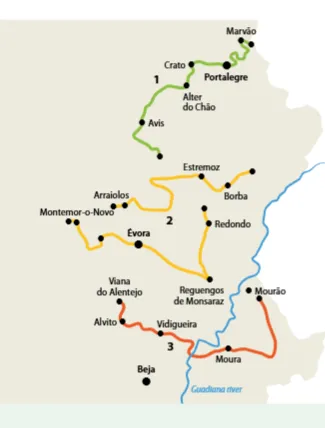 Marvão
Crato
Portalegre
1
Alter
do Chão
Avis
Estremoz
Borba
Arraiolos
Montemor-o-Novo
2
Évora
Redondo
Reguengos
de Monsaraz
Viana
do Alentejo
Mourão
Alvito
Vidigueira
3
Moura
Beja
Guadiana river